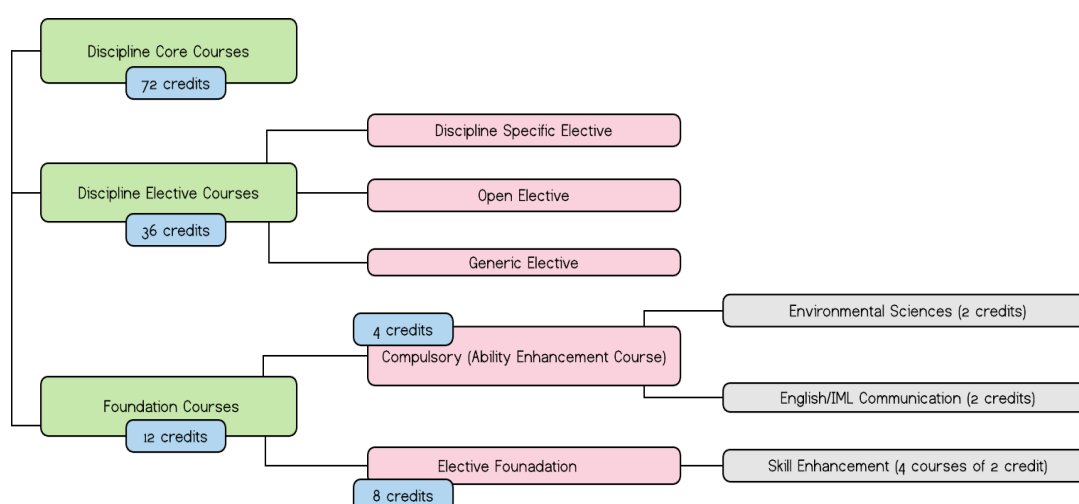 Discipline Core Courses
72 credits
Discipline Elective Courses
36 credits
Discipline Specific Elective
Open Elective
Generic Elective
Foundation Courses
12 credits
4 credits
Compulsory (Ability Enhancement Course)
Environmental Sciences (2 credits)
English/IML Communication (2 credits)
Elective Founadation
8 credits
Skill Enhancement (4 courses of 2 credit)